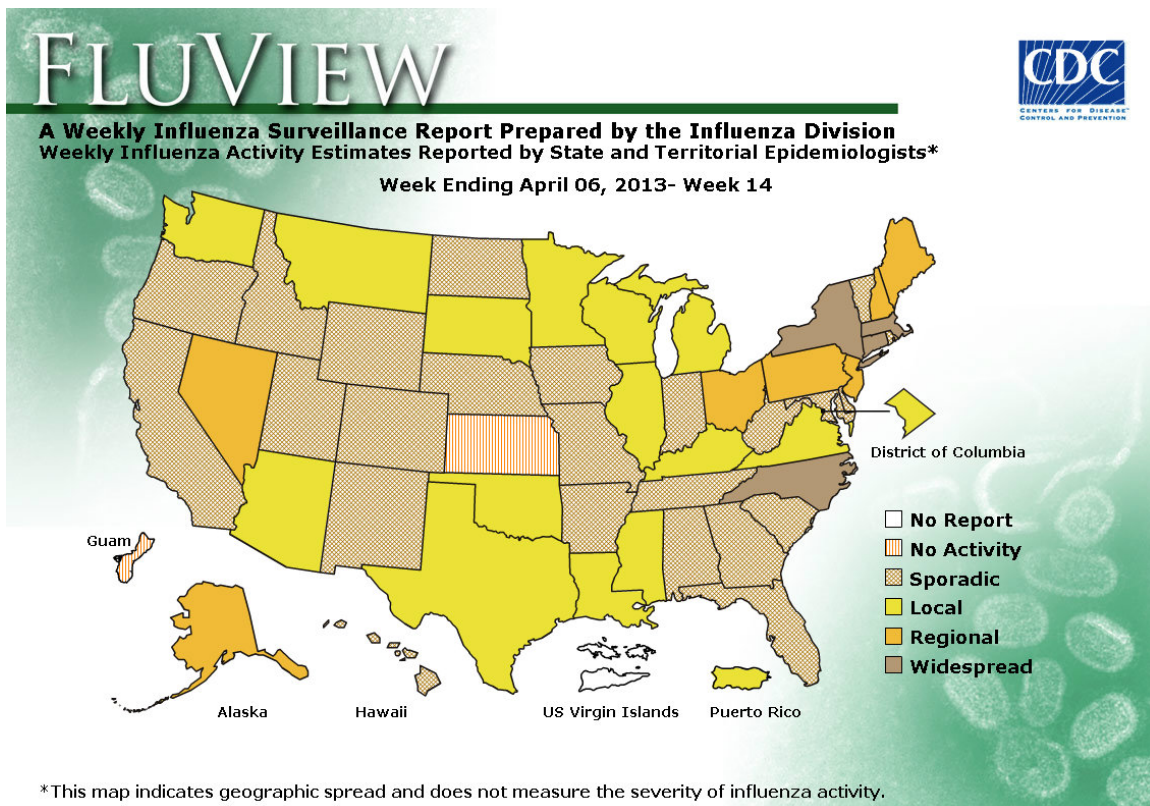 FLUVIEW
CDC
CENTERS FOR DISEASE™
CONTROL AND PREVENTION
A Weekly Influenza Surveillance Report Prepared by the Influenza Division
Weekly Influenza Activity Estimates Reported by State and Territorial Epidemiologists*
Week Ending April 06, 2013- Week 14
District of Columbia
No Report
Guam
No Activity
Sporadic
Local
Regional
Widespread
Alaska
Hawaii
US Virgin Islands
Puerto Rico
*This map indicates geographic spread and does not measure the severity of influenza activity.